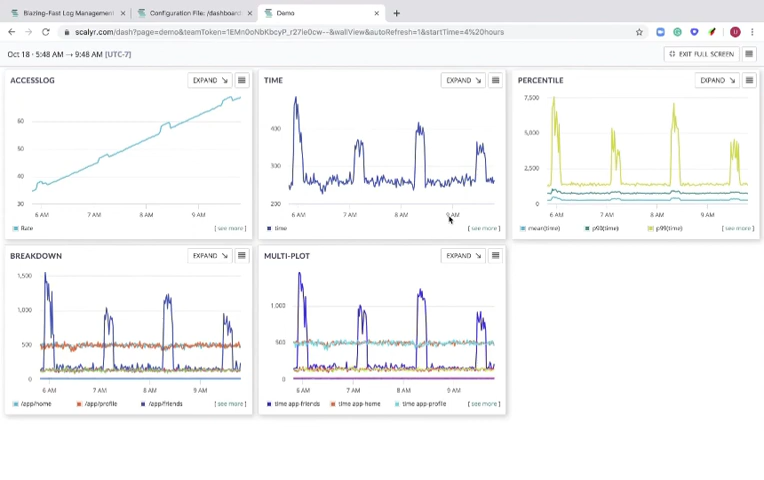 Blazing-Fast Log Management
Configuration File: /dashboard
Demo
scalyr.com/dash?page=demo&teamToken=1EMn0oNbKbcyP_r27ie0cw--&wallView&autoRefresh=1&startTime=4%20hours
Oct 18 · 5:48 AM → 9:48 AM [UTC-7]
EXIT FULL SCREEN
ACCESSLOG
EXPAND
60
50
40
30
6 AM
7 AM
8 AM
9 AM
Rate
[ see more ]
TIME
EXPAND
400
300
200
6 AM
7 AM
8 AM
9 AM
time
[ see more ]
PERCENTILE
EXPAND
7,500
5,000
2,500
0
6 AM
7 AM
8 AM
9 AM
mean(time)
p90(time)
p99(time)
[ see more ]
BREAKDOWN
EXPAND
1,500
1,000
500
0
6 AM
7 AM
8 AM
9 AM
/app/home
/app/profile
/app/friends
[ see more ]
MULTI-PLOT
EXPAND
1,000
500
0
6 AM
7 AM
8 AM
9 AM
time app friends
time app home
time app-profile
[ see more ]